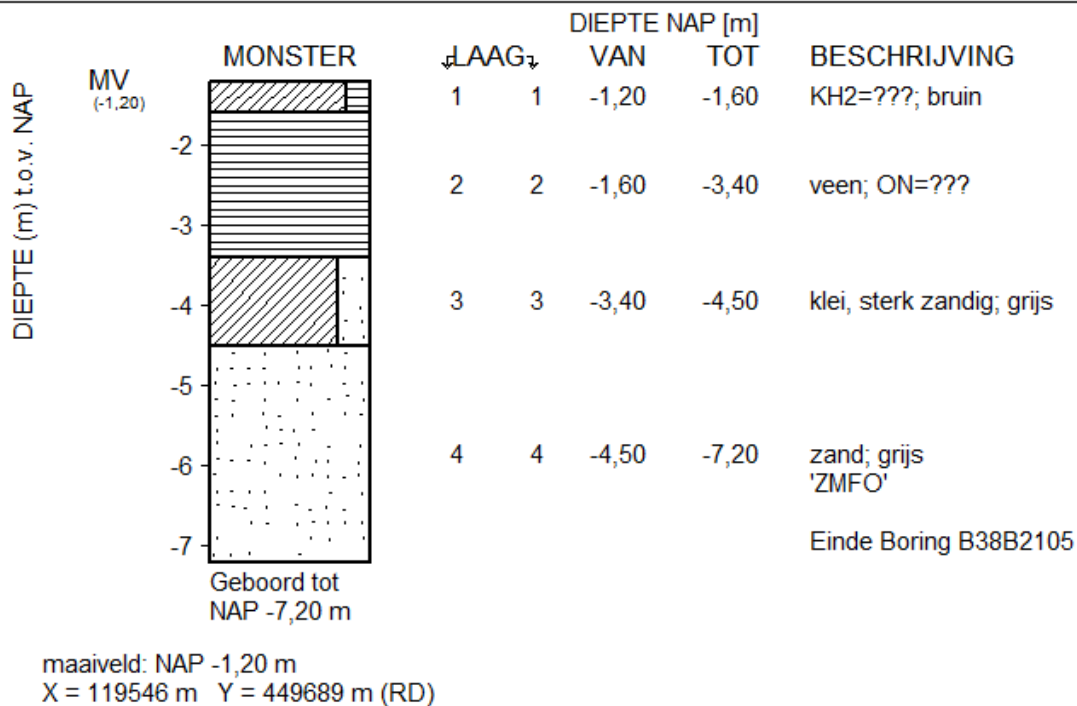 DIEPTE NAP [m]
MONSTER LAAG VAN TOT BESCHRIJVING
MV
(-1,20)
1 1 -1,20 -1,60 KH2=???; bruin
DIEPTE (m) t.o.v. NAP
-2
2 2 -1,60 -3,40 veen; ON=???
-3
-4
3 3 -3,40 -4,50 klei, sterk zandig; grijs
-5
-6
4 4 -4,50 -7,20 zand; grijs
'ZMFO'
-7
Einde Boring B38B2105
Geboord tot
NAP -7,20 m
maaiveld: NAP -1,20 m
X = 119546 m Y = 449689 m (RD)